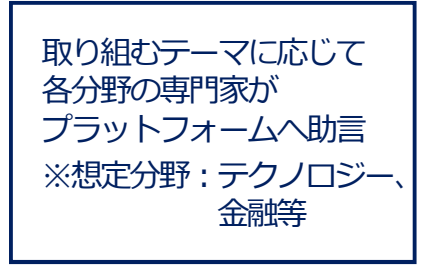 取り組むテーマに応じて
各分野の専門家が
プラットフォームへ助言
※想定分野：テクノロジー、
金融等